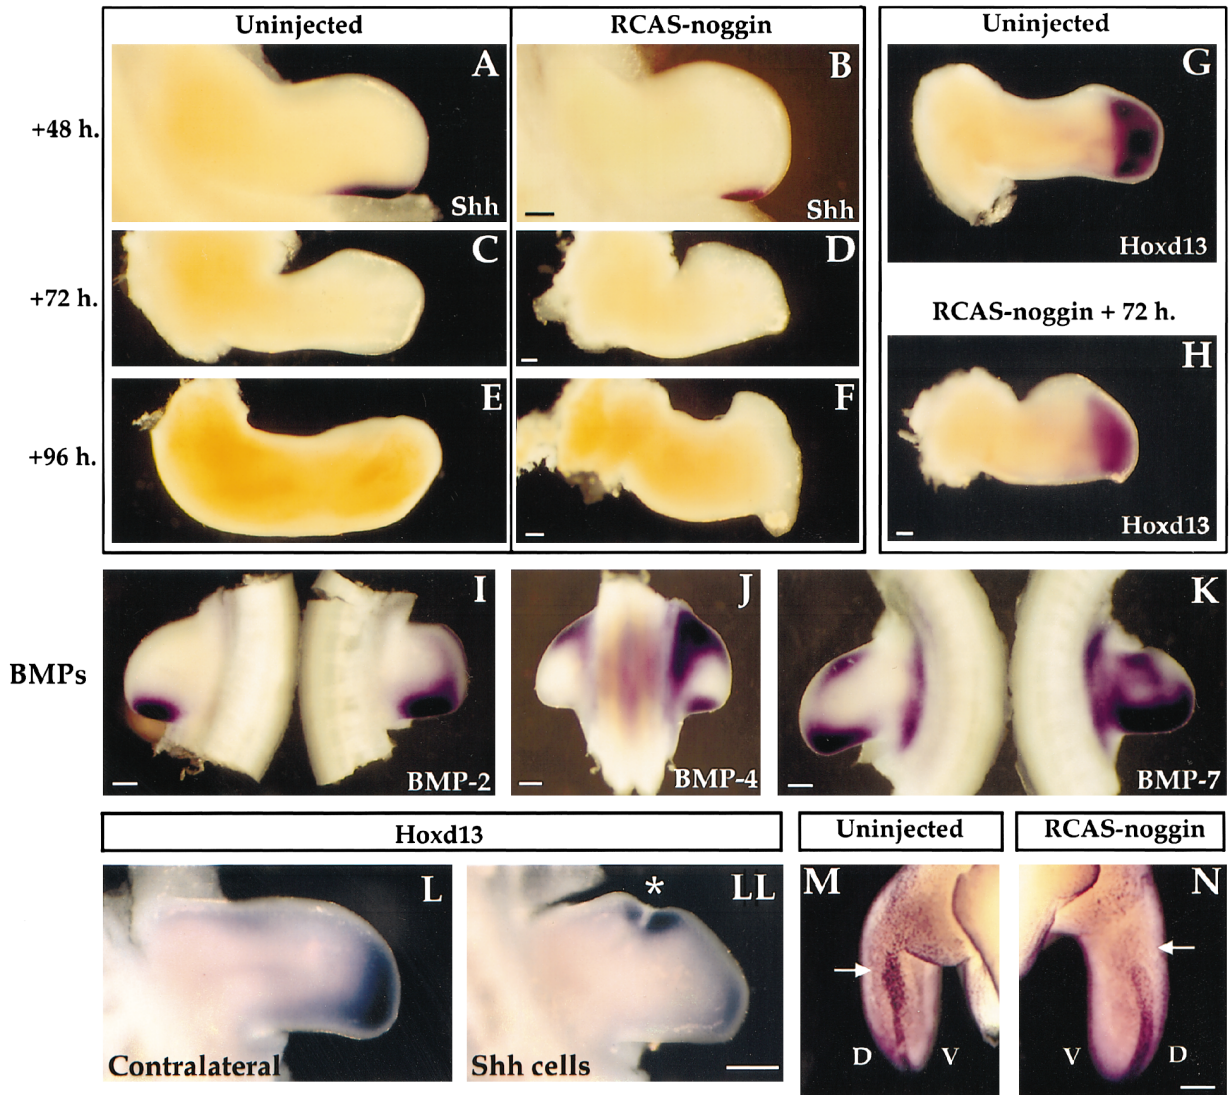 Uninjected
RCAS-noggin
Uninjected
A
B
G
+48 h.
Shh
Shh
Hoxd13
C
D
+72 h.
RCAS-noggin + 72 h.
H
E
F
+96 h.
Hoxd13
I
J
K
BMPs
BMP-2
BMP-4
BMP-7
Hoxd13
Uninjected
RCAS-noggin
L
LL
*
M
N
Contralateral
Shh cells
D
V
V
D